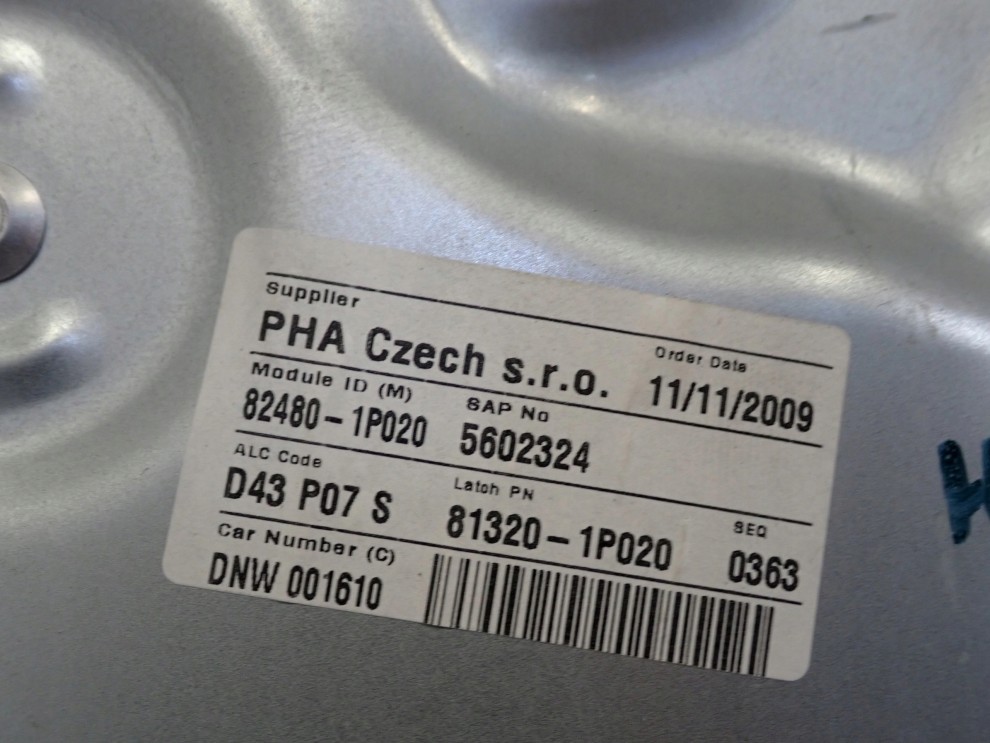 Supplier
PHA Czech s.r.o.
Order Date
11/11/2009
Module ID (M)
82480-1P020
SAP No
5602324
ALC Code
D43 P07 S
Latch PN
81320-1P020
SEQ
0363
Car Number (C)
DNW 001610